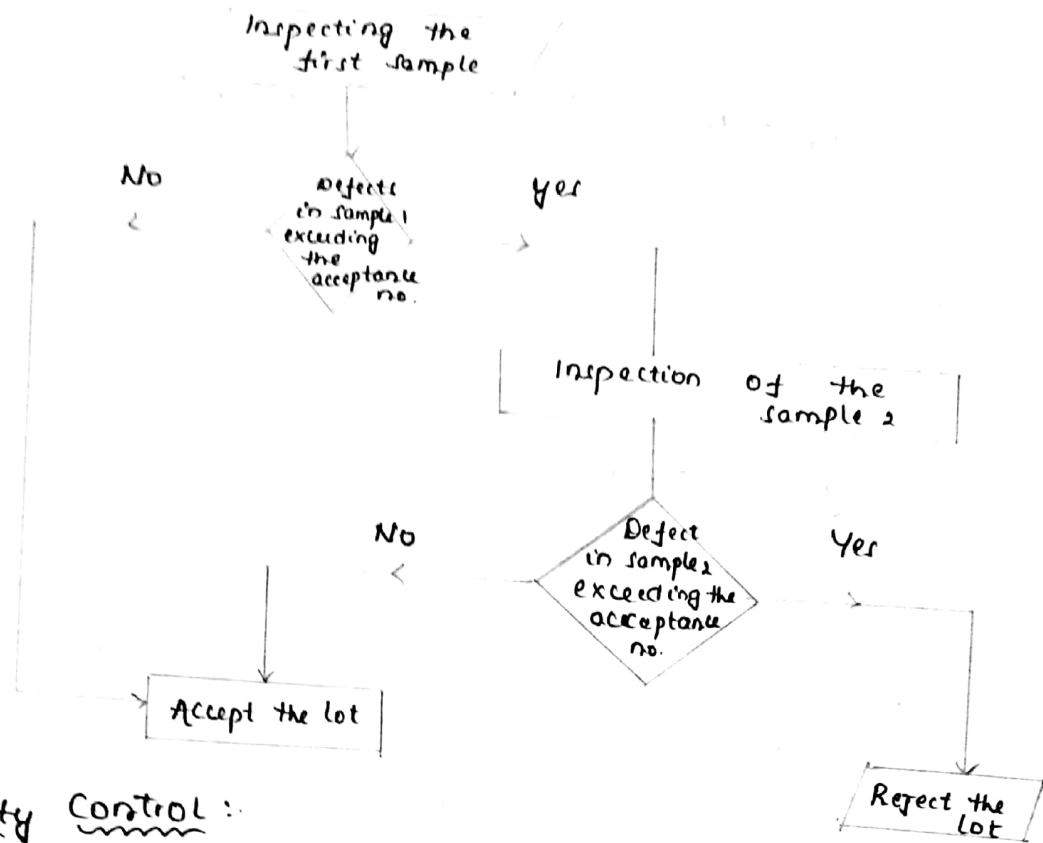 Inspecting the
first sample
No
Defects
in sample 1
exceeding
the
acceptance
no.
Yes
Inspection of the
sample 2
No
Defect
in sample 2
exceeding the
acceptance
no.
Yes
Accept the lot
Reject the
lot
Control :